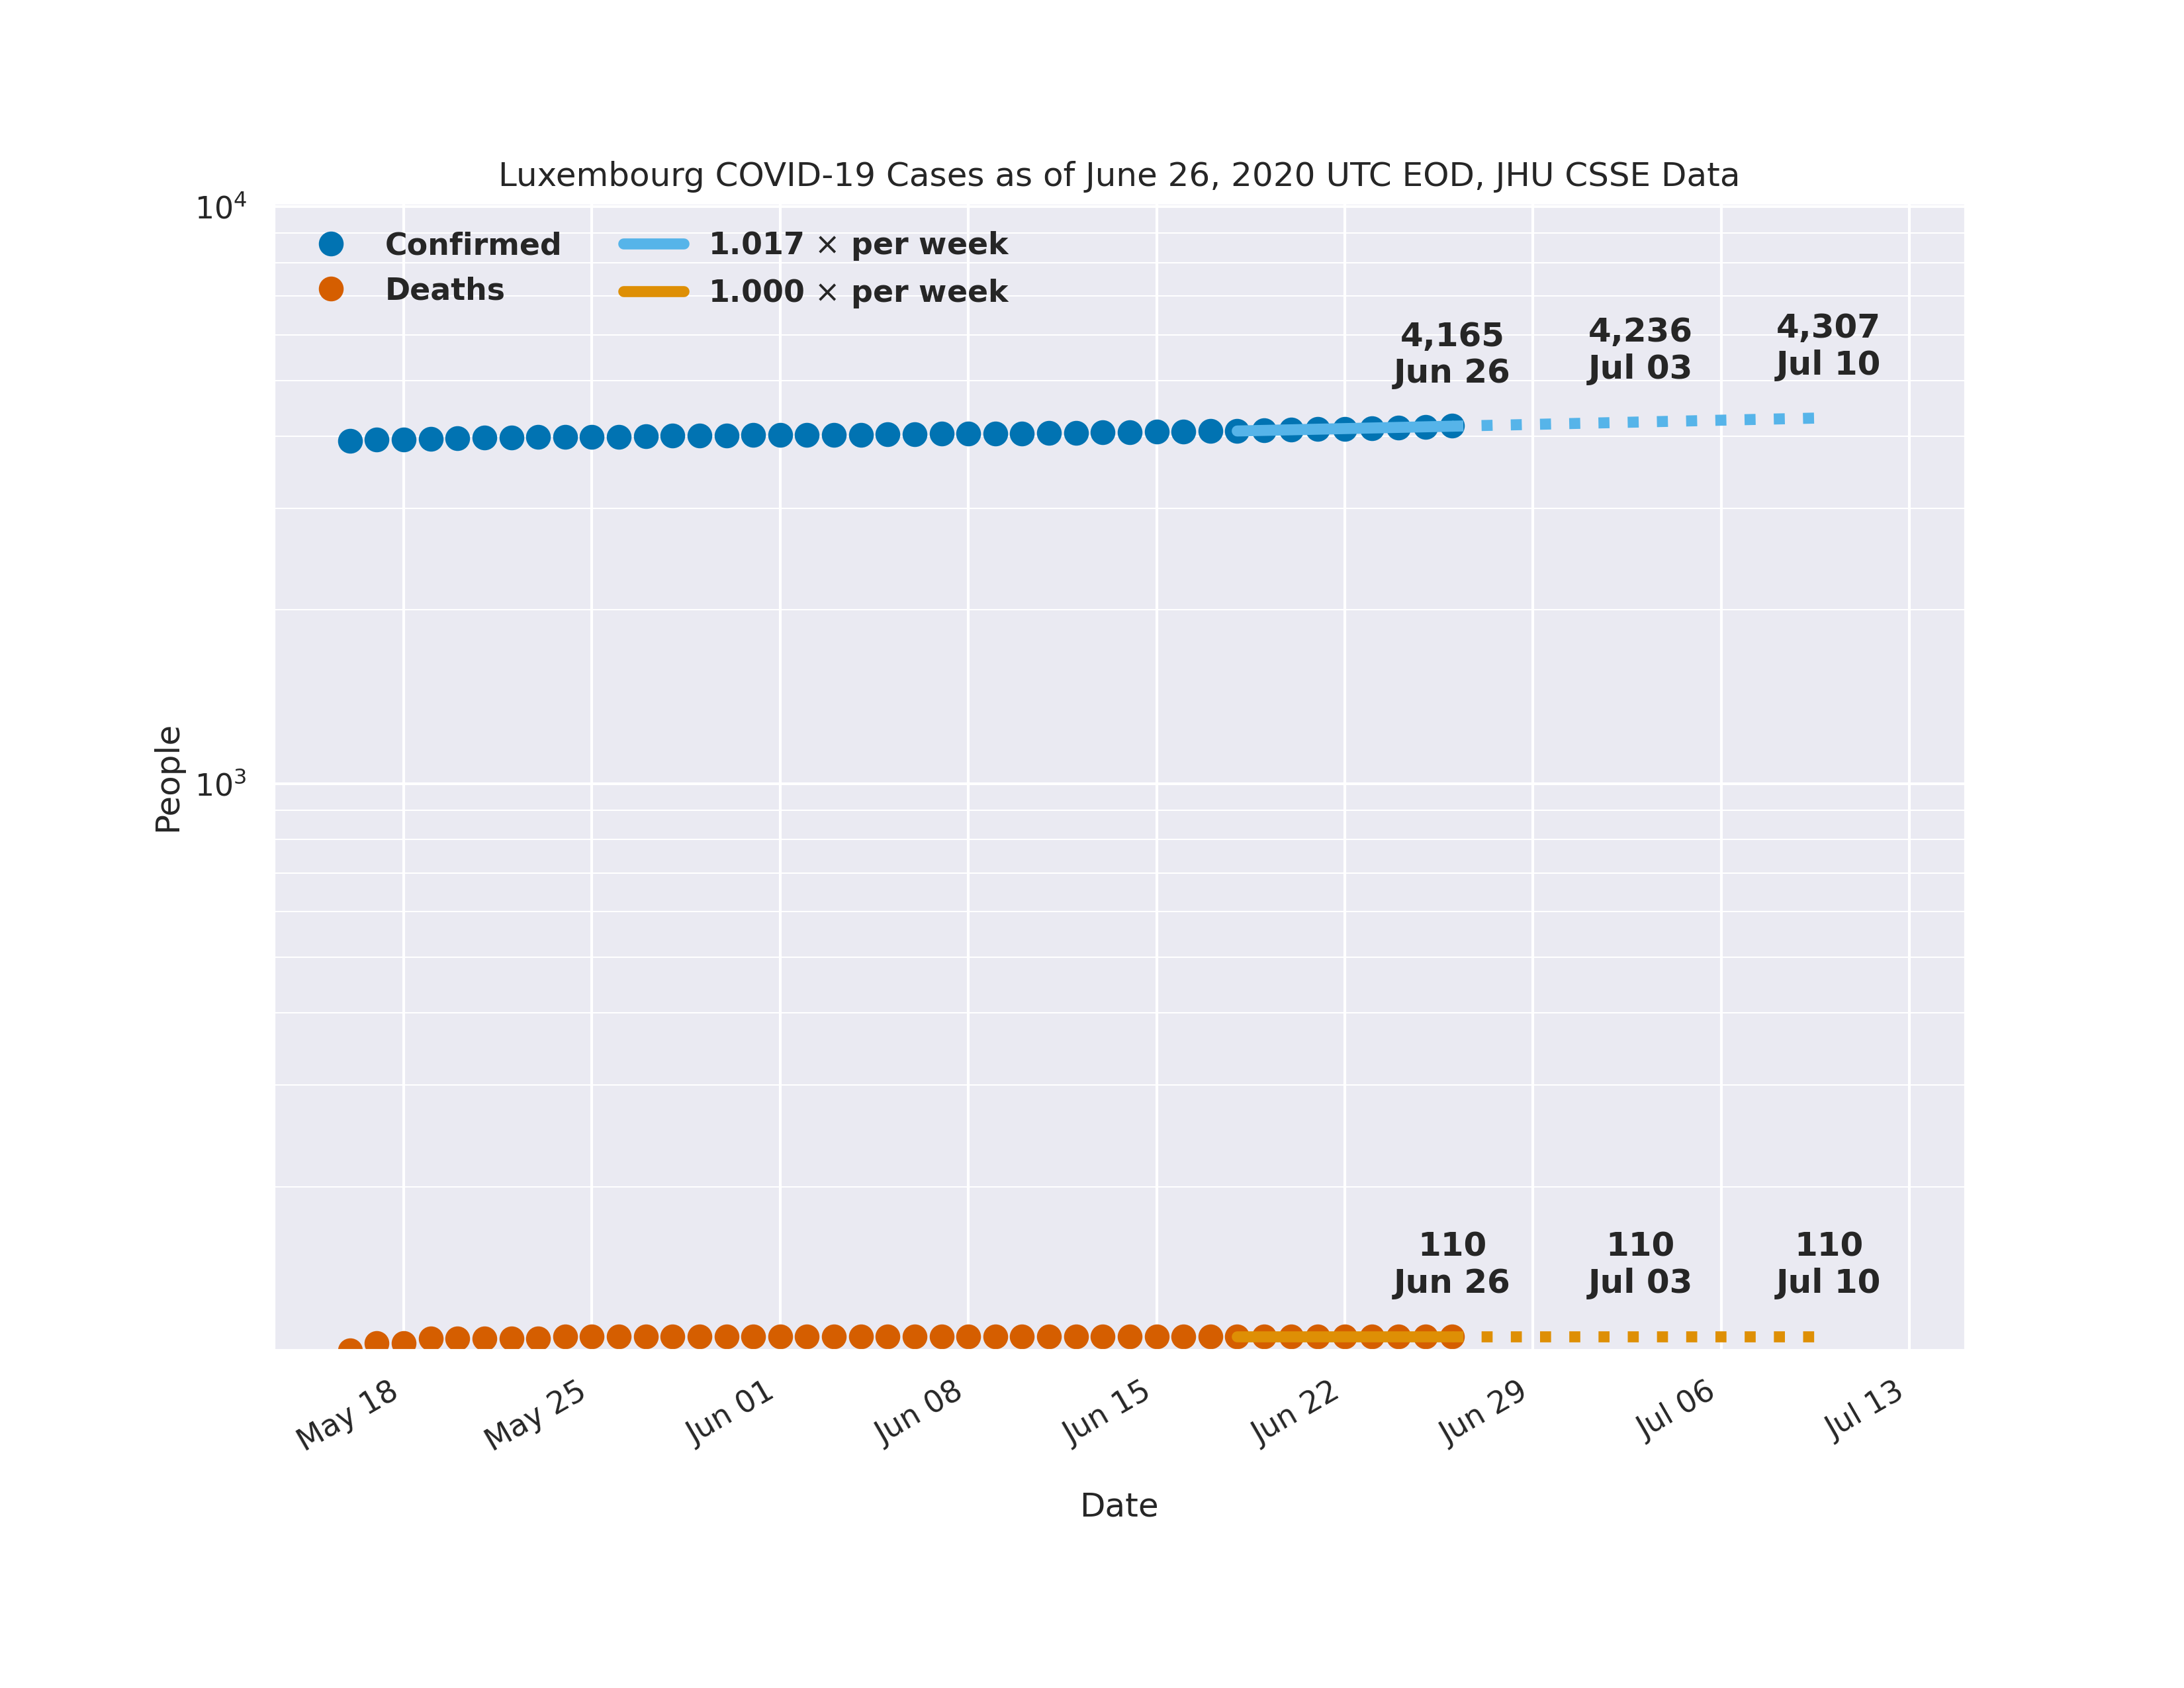 Luxembourg COVID-19 Cases as of June 26, 2020 UTC EOD, JHU CSSE Data
10⁴
Confirmed
Deaths
1.017 × per week
1.000 × per week
4,165
Jun 26
4,236
Jul 03
4,307
Jul 10
People
10³
110
Jun 26
110
Jul 03
110
Jul 10
May 18
May 25
Jun 01
Jun 08
Jun 15
Jun 22
Jun 29
Jul 06
Jul 13
Date